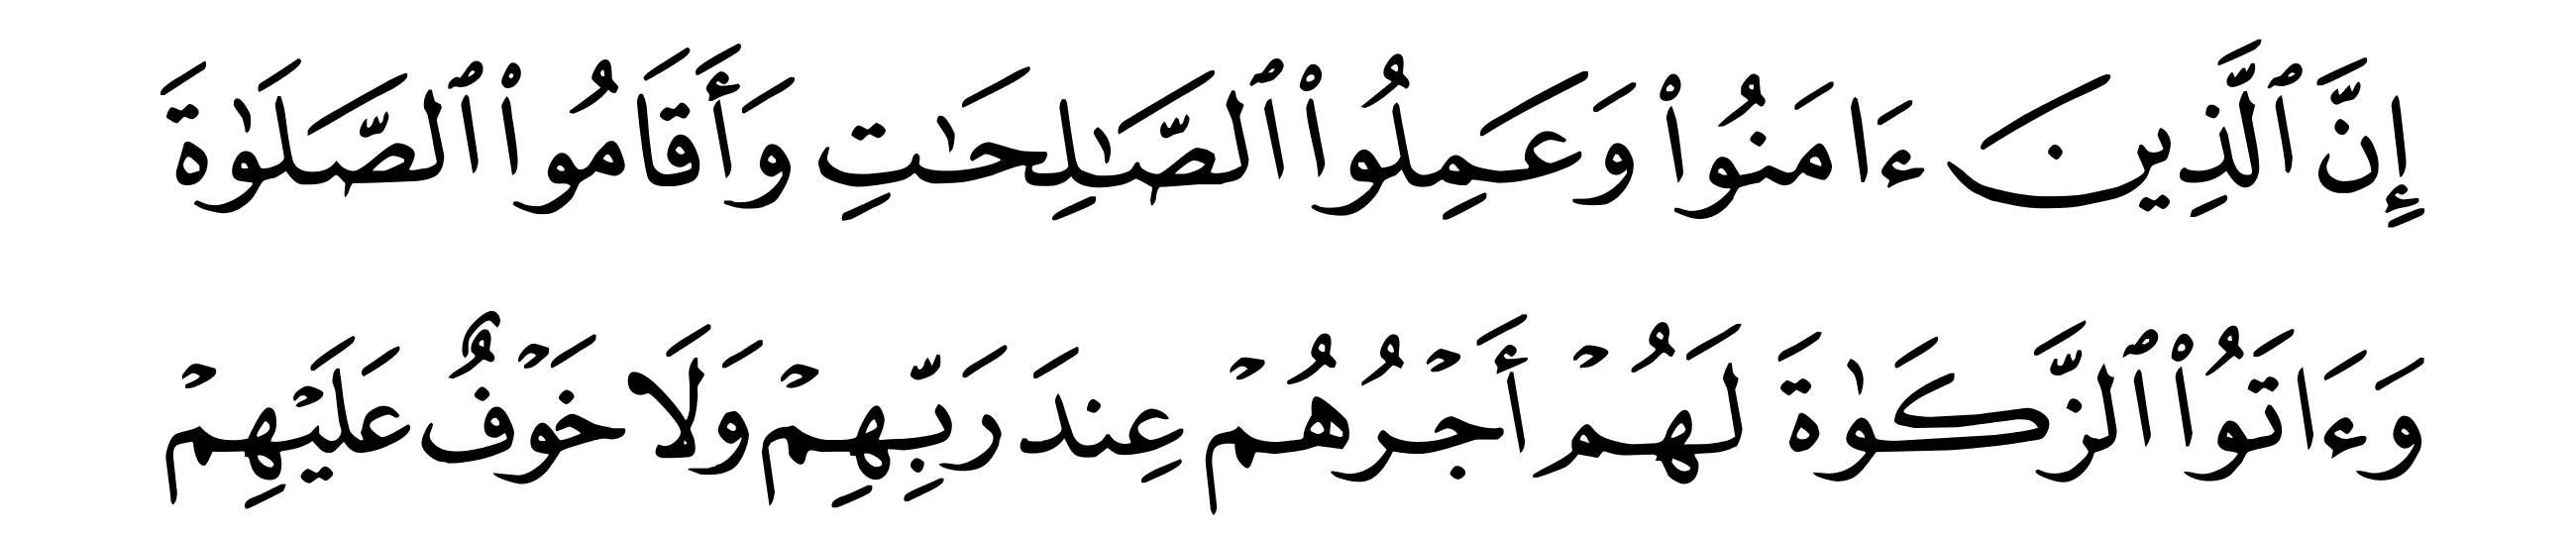 إِنَّ ٱلَّذِينَ ءَامَنُوا۟ وَعَمِلُوا۟ ٱلصَّـٰلِحَـٰتِ وَأَقَامُوا۟ ٱلصَّلَوٰةَ
وَءَاتَوُا۟ ٱلزَّكَوٰةَ لَهُمْ أَجْرُهُمْ عِندَ رَبِّهِمْ وَلَا خَوْفٌ عَلَيْهِمْ